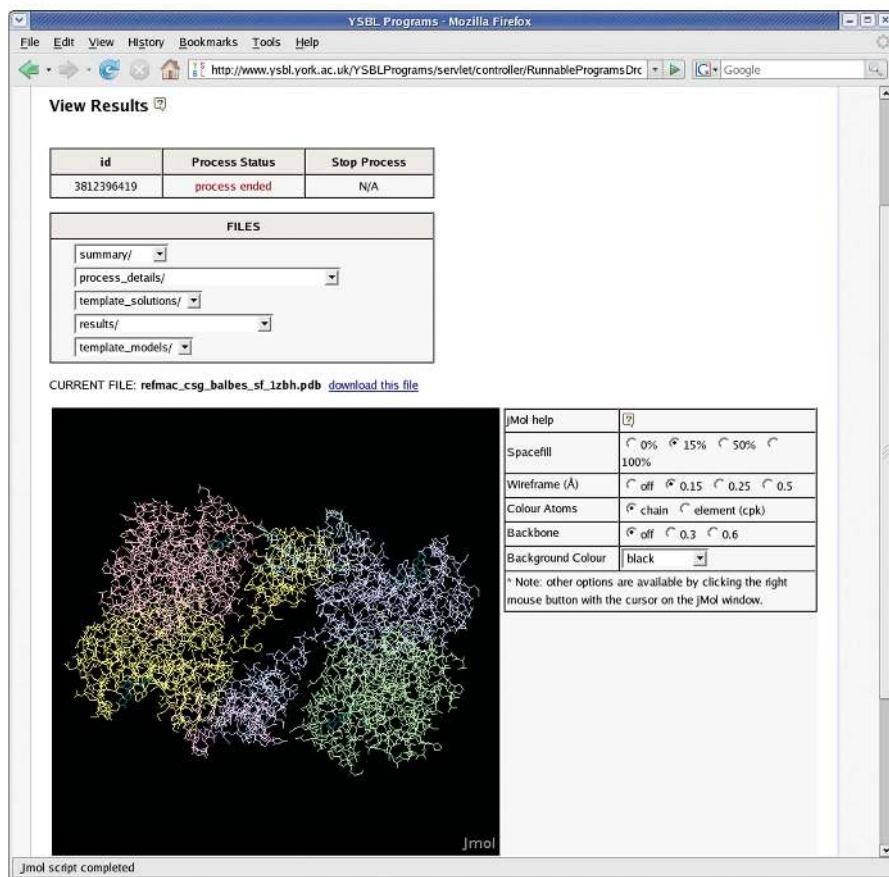 YSBL Programs - Mozilla Firefox
File Edit View History Bookmarks Tools Help
http://www.ysbl.york.ac.uk/YSBLPrograms/servlet/controller/RunnableProgramsDrc
Google
View Results ?
id Process Status Stop Process
3812396419 process ended N/A
FILES
summary/
process_details/
template_solutions/
results/
template_models/
CURRENT FILE: refmac_csg_balbes_sf_1zbh.pdb download this file
jMol help ?
Spacefill 0% 15% 50%
100%
Wireframe (Å) off 0.15 0.25 0.5
Colour Atoms chain element (cpk)
Backbone off 0.3 0.6
Background Colour black
* Note: other options are available by clicking the right
mouse button with the cursor on the jMol window.
Jmol
Jmol script completed